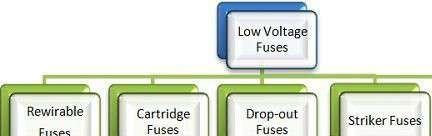 Low Voltage
Fuses
Rewirable
Fuses
Cartridge
Fuses
Drop-out
Fuses
Striker Fuses